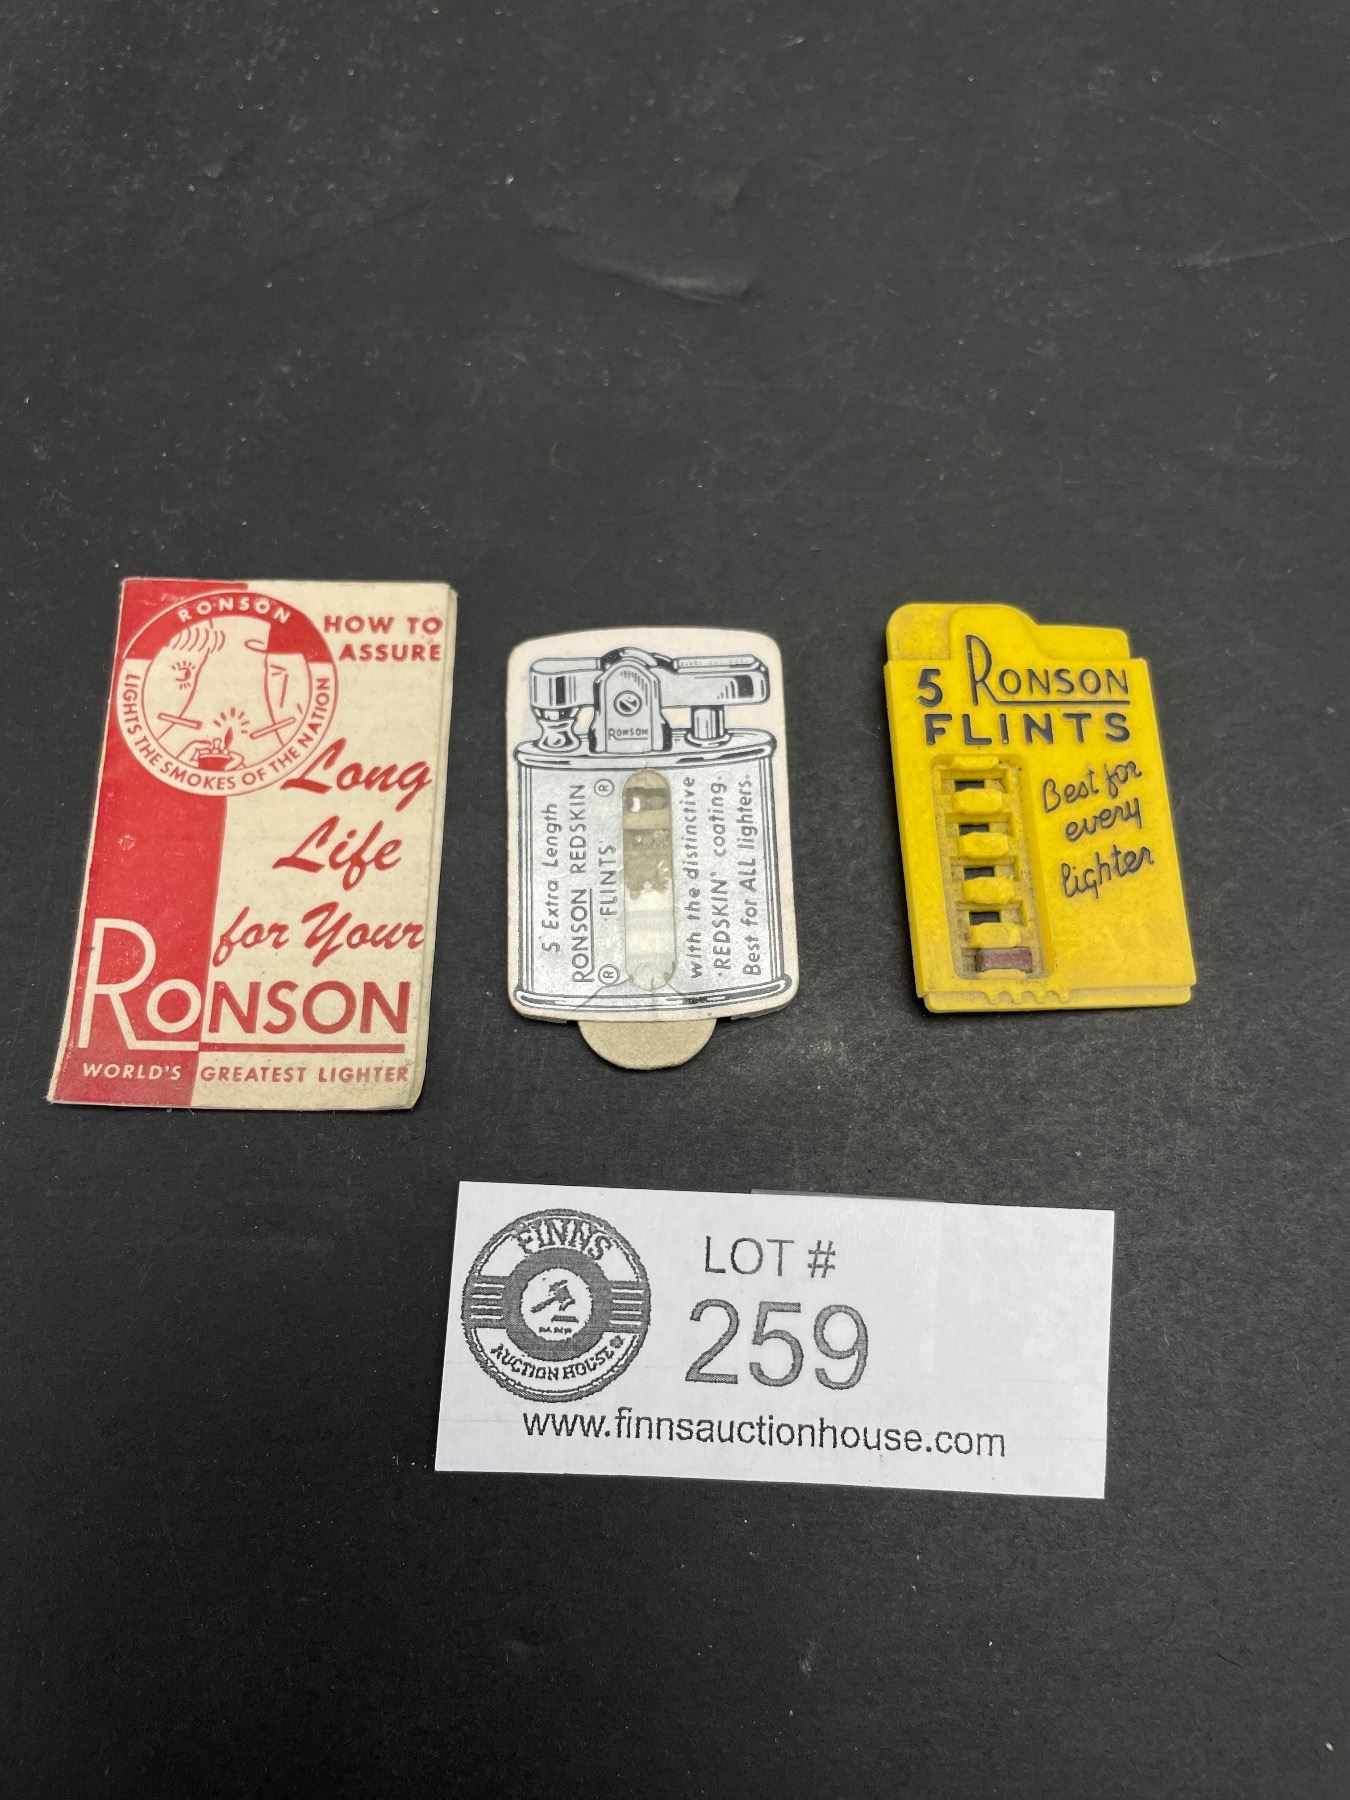 RONSON
LIGHTS THE SMOKES OF THE NATION
HOW TO
ASSURE
Long
Life
for Your
RONSON
WORLD'S GREATEST LIGHTER
RONSON
5 Extra Length
RONSON REDSKIN
® FLINTS ®
with the distinctive
'REDSKIN' coating.
Best for ALL lighters.
5 RONSON
FLINTS
Best for
every
lighter
FINNS
AUCTION HOUSE
LOT #
259
www.finnsauctionhouse.com